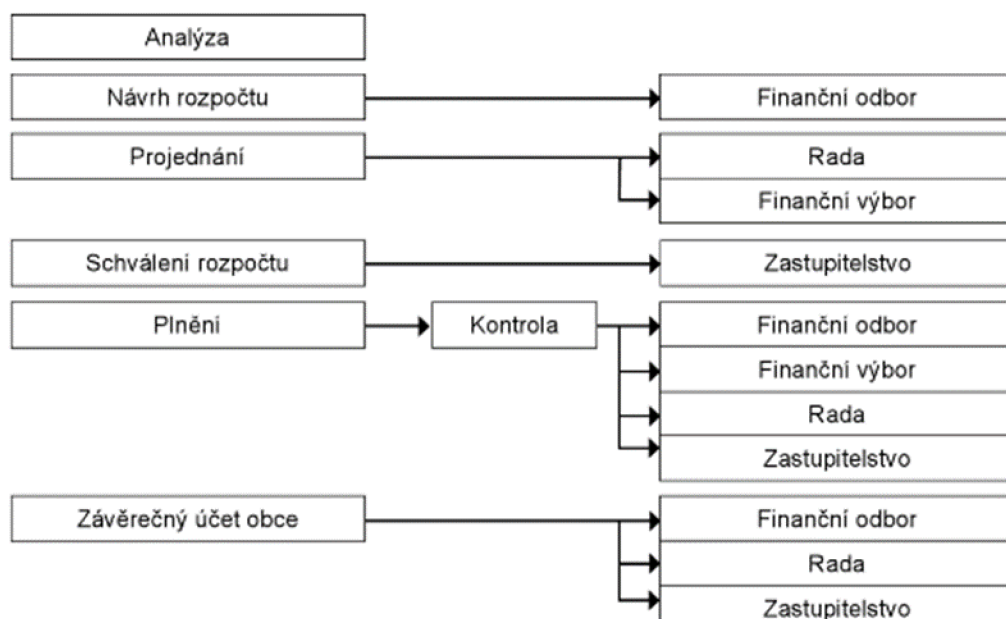 Analýza
Návrh rozpočtu
Finanční odbor
Projednání
Rada
Finanční výbor
Schválení rozpočtu
Zastupitelstvo
Plnění
Kontrola
Finanční odbor
Finanční výbor
Rada
Zastupitelstvo
Závěrečný účet obce
Finanční odbor
Rada
Zastupitelstvo